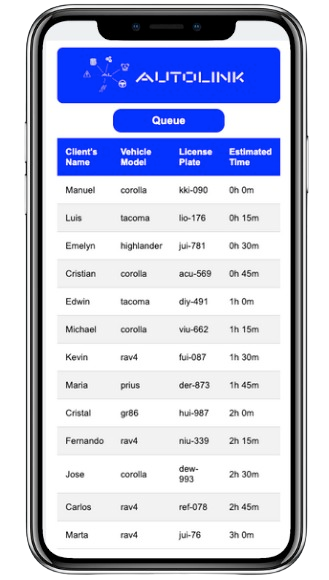 AUTOLINK
Queue
Client's Name Vehicle Model License Plate Estimated Time
Manuel corolla kki-090 0h 0m
Luis tacoma lio-176 0h 15m
Emelyn highlander jui-781 0h 30m
Cristian corolla acu-569 0h 45m
Edwin tacoma diy-491 1h 0m
Michael corolla viu-662 1h 15m
Kevin rav4 fui-087 1h 30m
Maria prius der-873 1h 45m
Cristal gr86 hui-987 2h 0m
Fernando rav4 niu-339 2h 15m
Jose corolla dew-993 2h 30m
Carlos rav4 ref-078 2h 45m
Marta rav4 jui-76 3h 0m